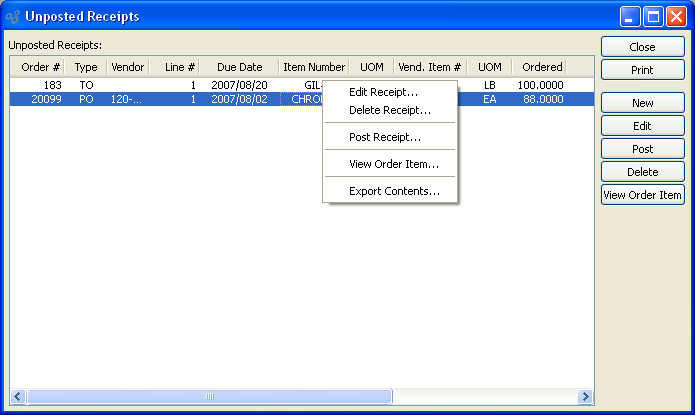 Unposted Receipts
Unposted Receipts:
Order # Type Vendor Line # Due Date Item Number UOM Vend. Item # UOM Ordered
183 TO 1 2007/08/20 LB 100.0000
20099 PO 120-... 1 2007/08/02 EA 88.0000
Edit Receipt...
Delete Receipt...
Post Receipt...
View Order Item...
Export Contents...
Close
Print
New
Edit
Post
Delete
View Order Item